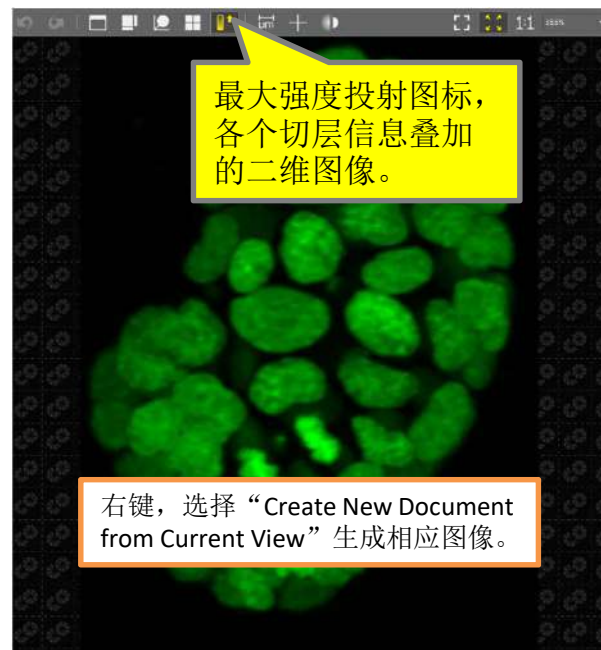 1:1
最大强度投射图标，
各个切层信息叠加
的二维图像。
右键，选择“Create New Document
from Current View”生成相应图像。